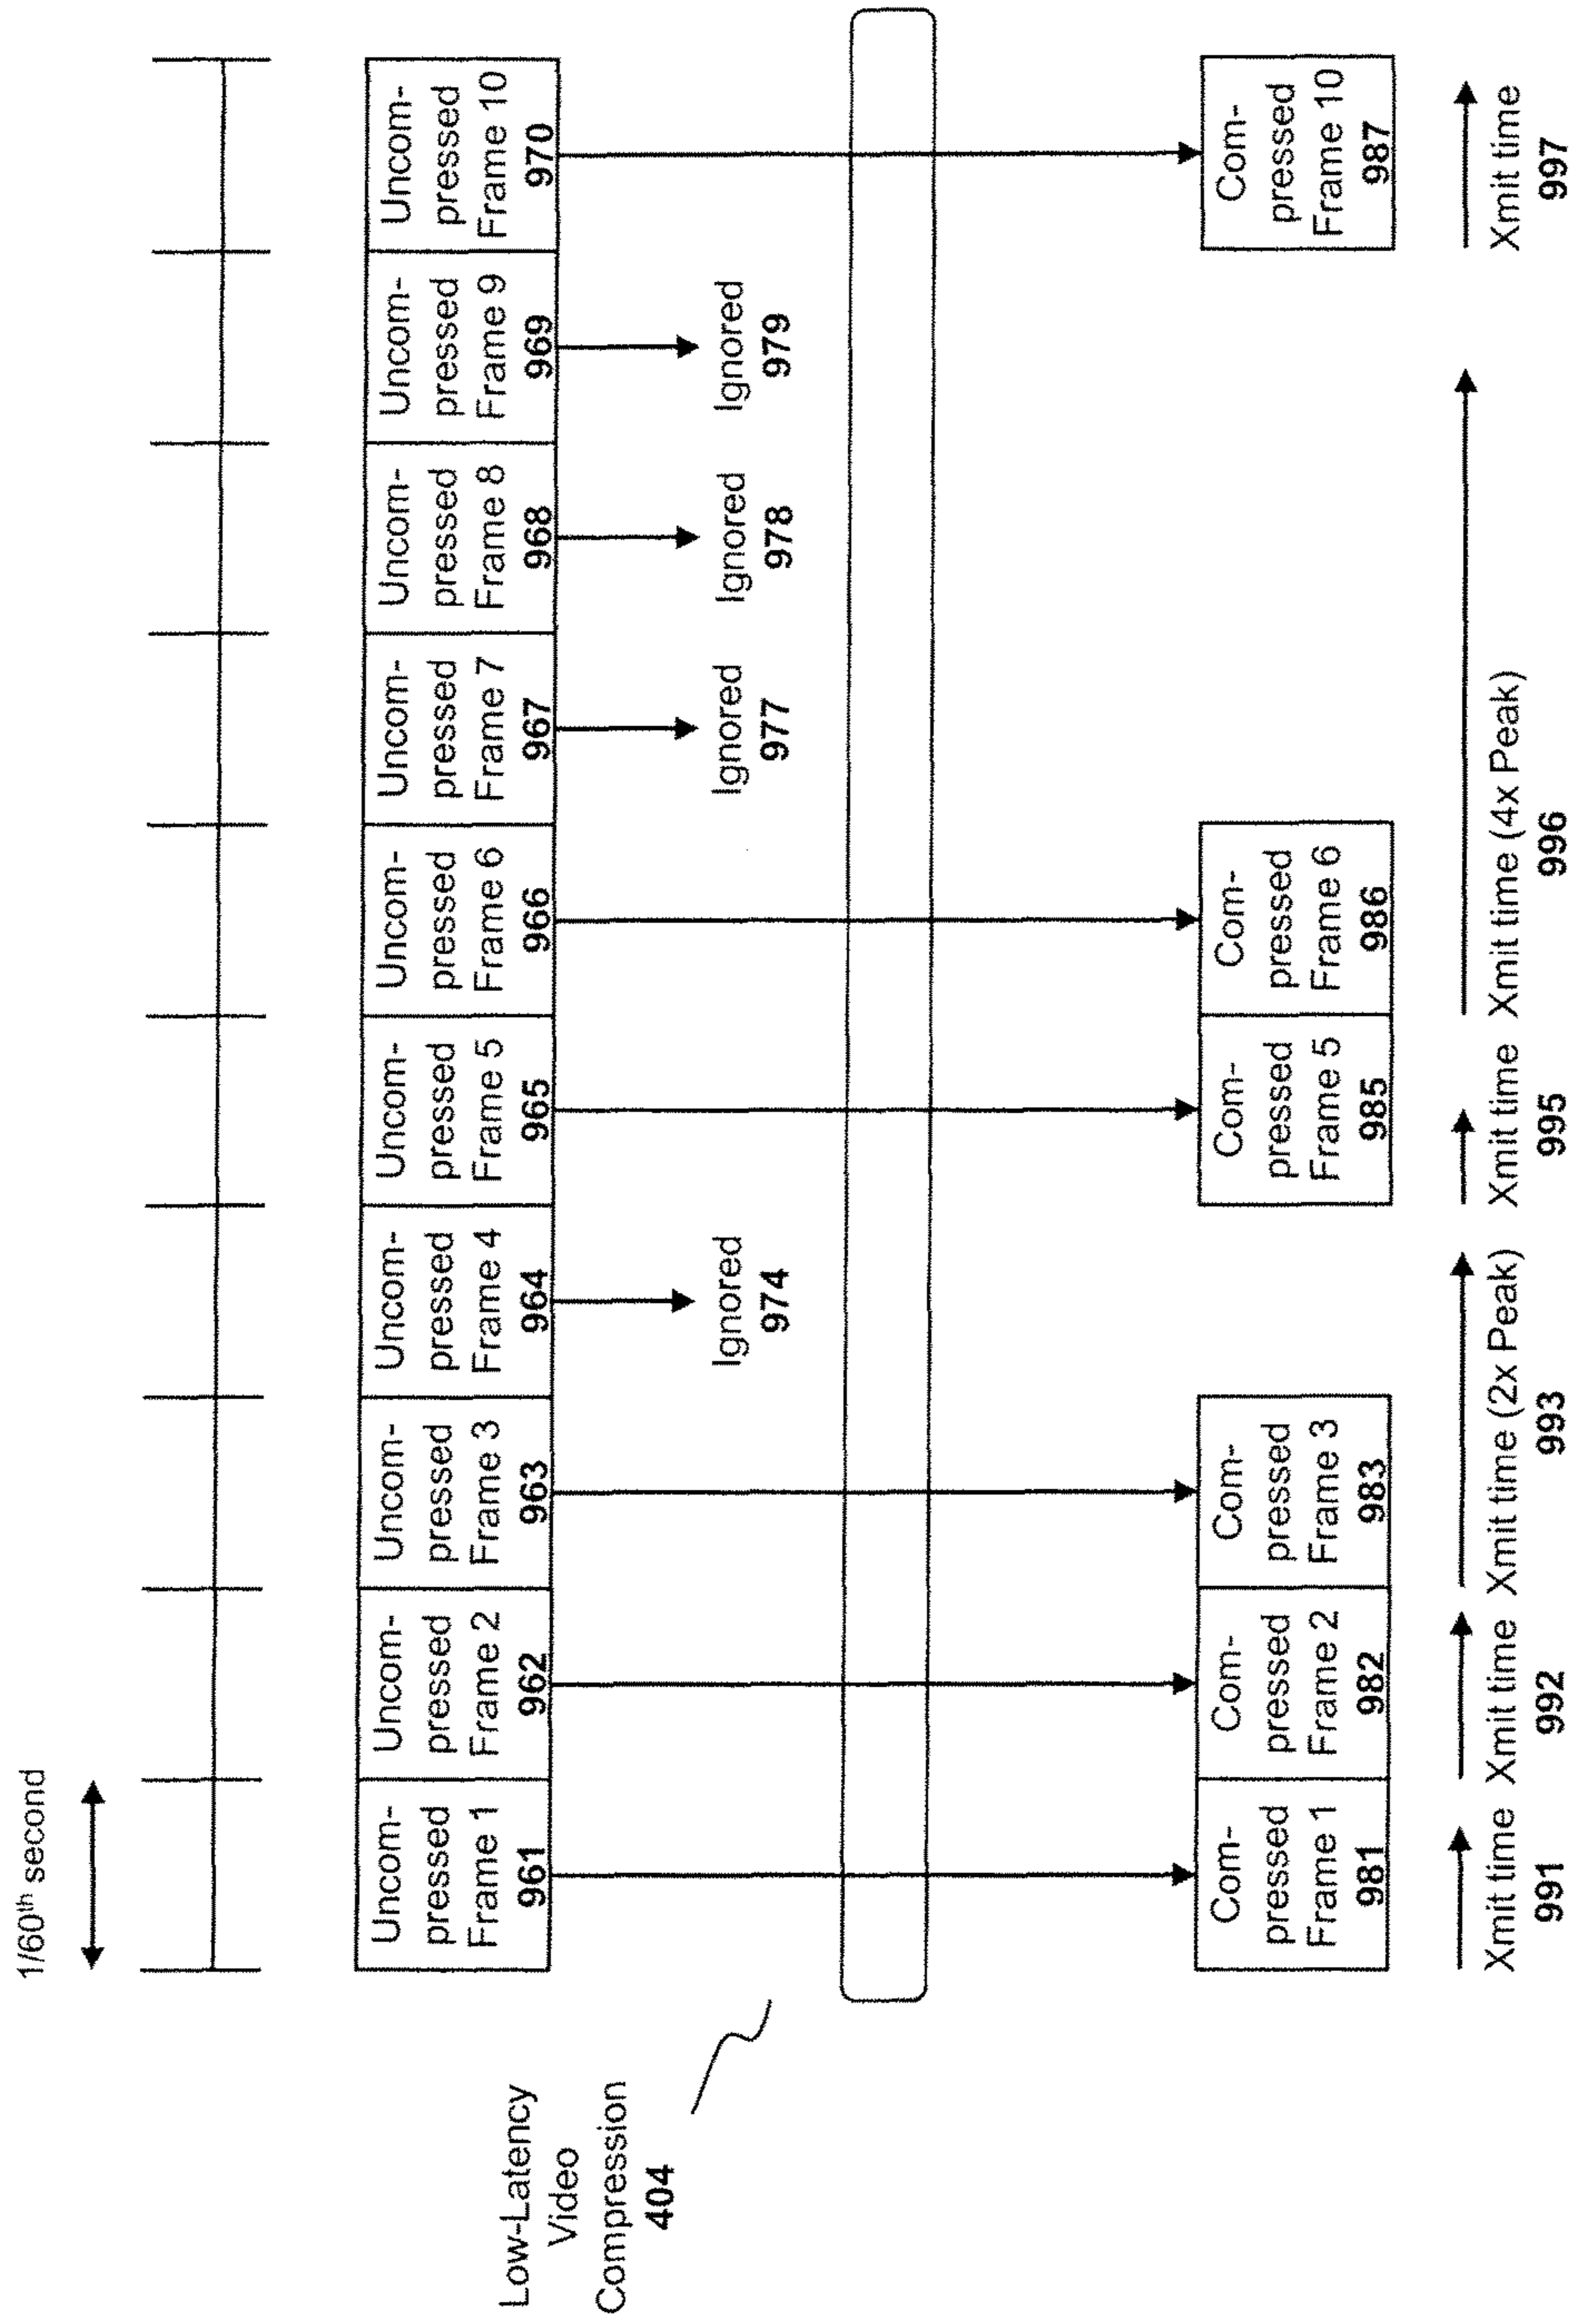 1/60th second
Uncom-
pressed
Frame 1
961
Uncom-
pressed
Frame 2
962
Uncom-
pressed
Frame 3
963
Uncom-
pressed
Frame 4
964
Uncom-
pressed
Frame 5
965
Uncom-
pressed
Frame 6
966
Uncom-
pressed
Frame 7
967
Uncom-
pressed
Frame 8
968
Uncom-
pressed
Frame 9
969
Uncom-
pressed
Frame 10
970
Ignored
974
Ignored
977
Ignored
978
Ignored
979
Low-Latency
Video
Compression
404
Com-
pressed
Frame 1
981
Com-
pressed
Frame 2
982
Com-
pressed
Frame 3
983
Com-
pressed
Frame 5
985
Com-
pressed
Frame 6
986
Com-
pressed
Frame 10
987
Xmit time
991
Xmit time
992
Xmit time (2x Peak)
993
Xmit time
995
Xmit time (4x Peak)
996
Xmit time
997